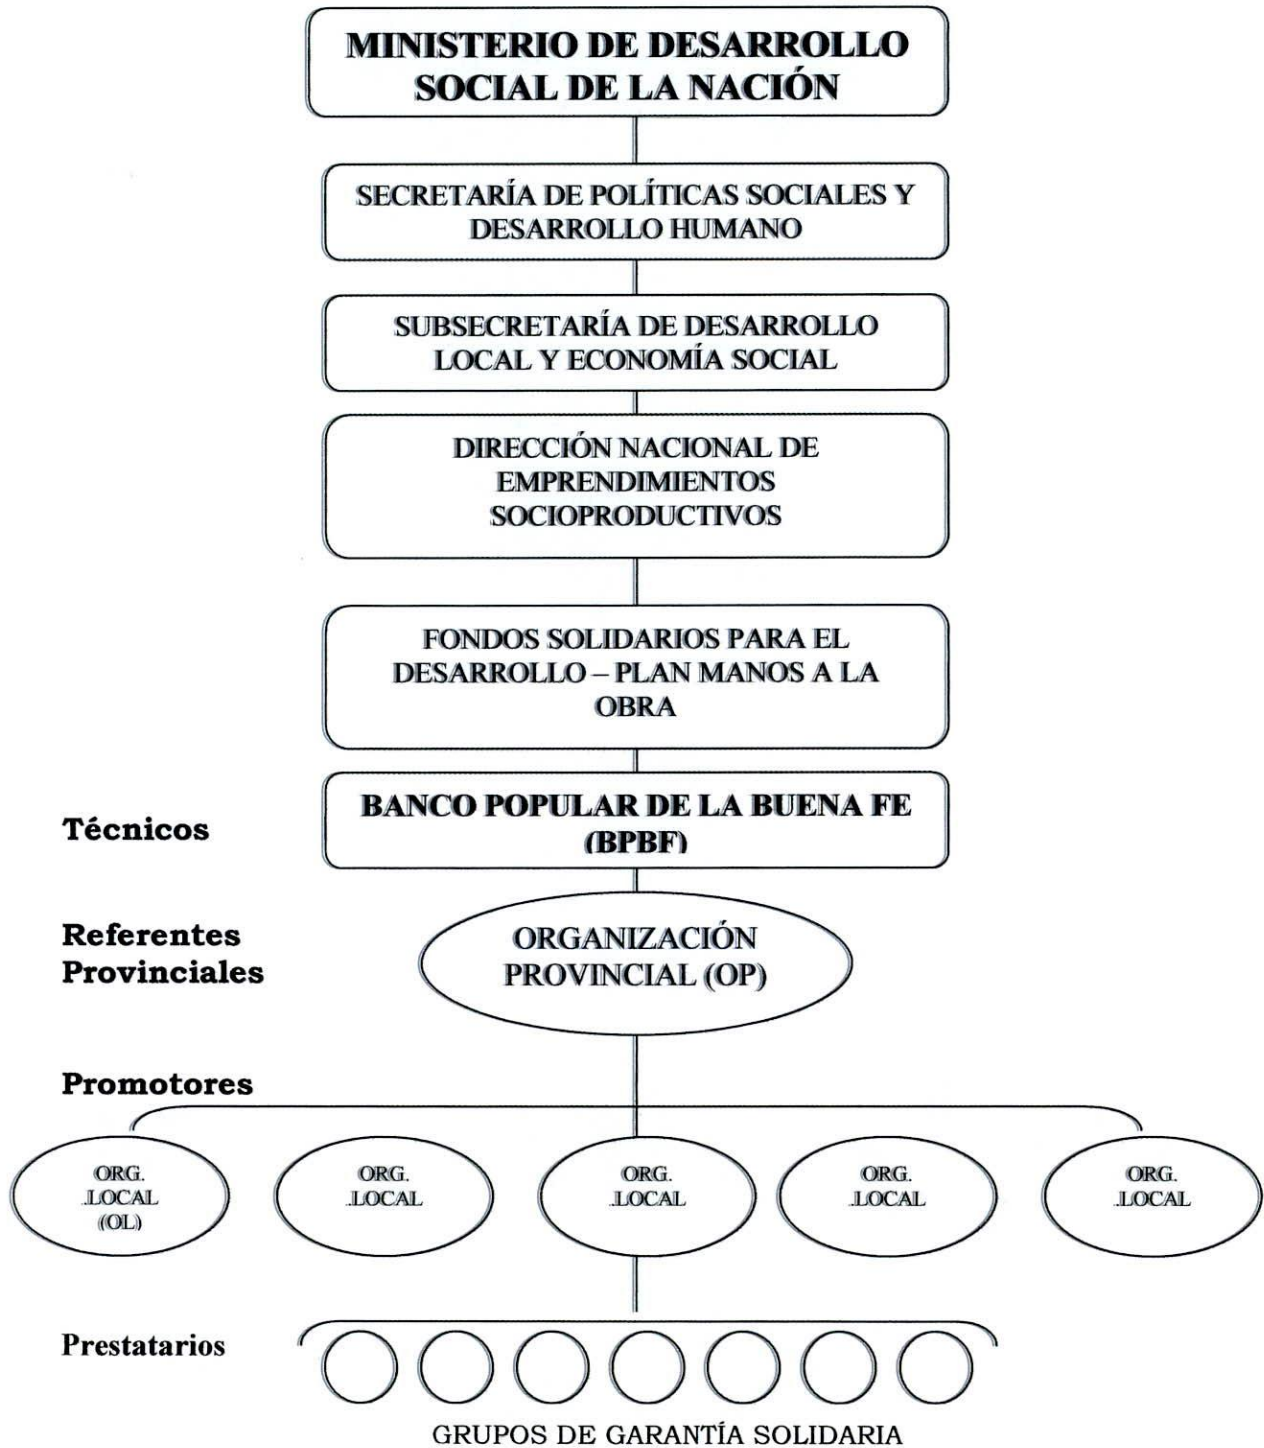 MINISTERIO DE DESARROLLO
SOCIAL DE LA NACIÓN
SECRETARÍA DE POLÍTICAS SOCIALES Y
DESARROLLO HUMANO
SUBSECRETARÍA DE DESARROLLO
LOCAL Y ECONOMÍA SOCIAL
DIRECCIÓN NACIONAL DE
EMPRENDIMIENTOS
SOCIOPRODUCTIVOS
FONDOS SOLIDARIOS PARA EL
DESARROLLO – PLAN MANOS A LA
OBRA
Técnicos
BANCO POPULAR DE LA BUENA FE
(BPBF)
Referentes
Provinciales
ORGANIZACIÓN
PROVINCIAL (OP)
Promotores
ORG.
.LOCAL
(OL)
ORG.
.LOCAL
ORG.
.LOCAL
ORG.
.LOCAL
ORG.
.LOCAL
Prestatarios
GRUPOS DE GARANTÍA SOLIDARIA